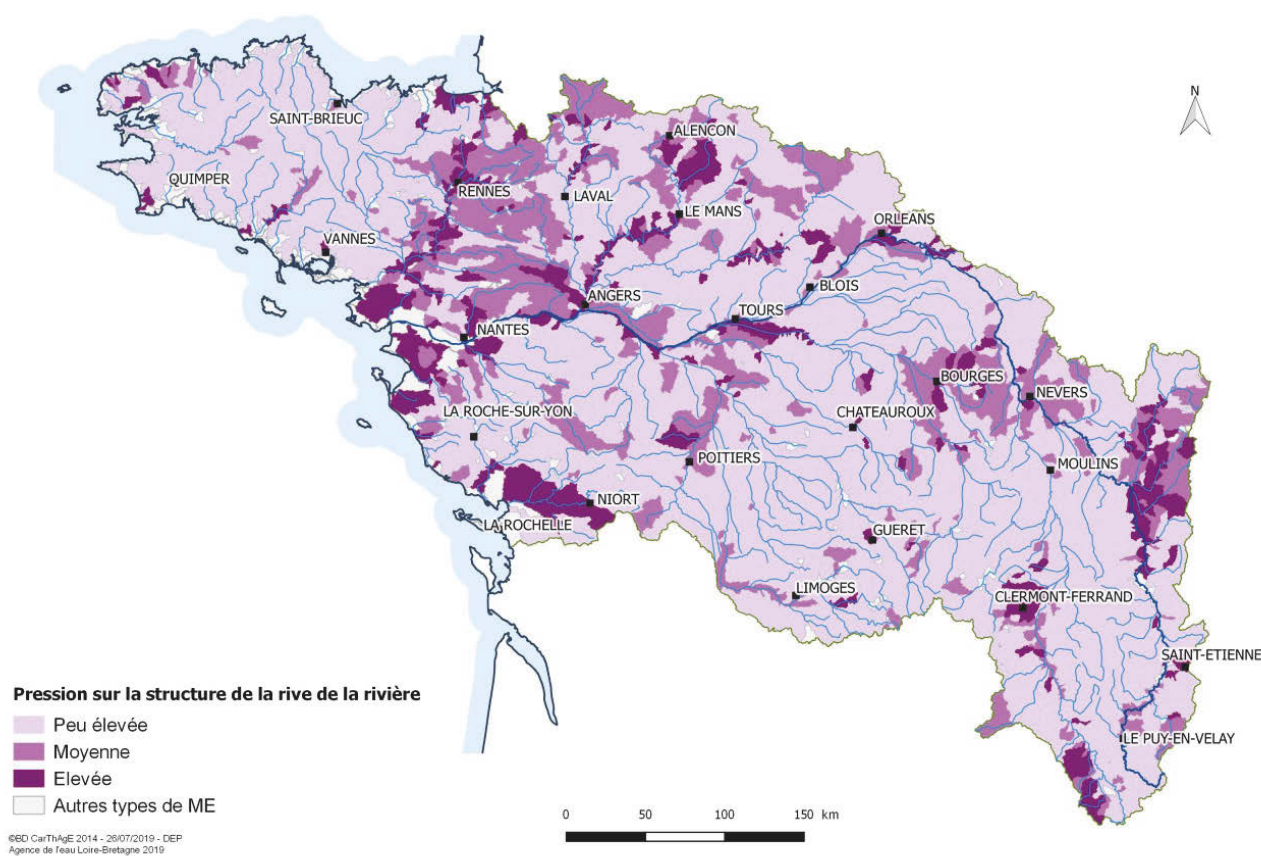 N
ALENCON
SAINT-BRIEUC
QUIMPER
RENNES
LAVAL
LE MANS
ORLEANS
VANNES
BLOIS
ANGERS
TOURS
NANTES
BOURGES
NEVERS
LA ROCHE-SUR-YON
CHATEAUROUX
POITIERS
MOULINS
NIORT
LA ROCHELLE
GUERET
LIMOGES
CLERMONT-FERRAND
SAINT-ETIENNE
LE PUY-EN-VELAY
Pression sur la structure de la rive de la rivière
Peu élevée
Moyenne
Elevée
Autres types de ME
0 50 100 150 km
©BD CarThAgE 2014 - 26/07/2019 - DEP
Agence de l'eau Loire-Bretagne 2019